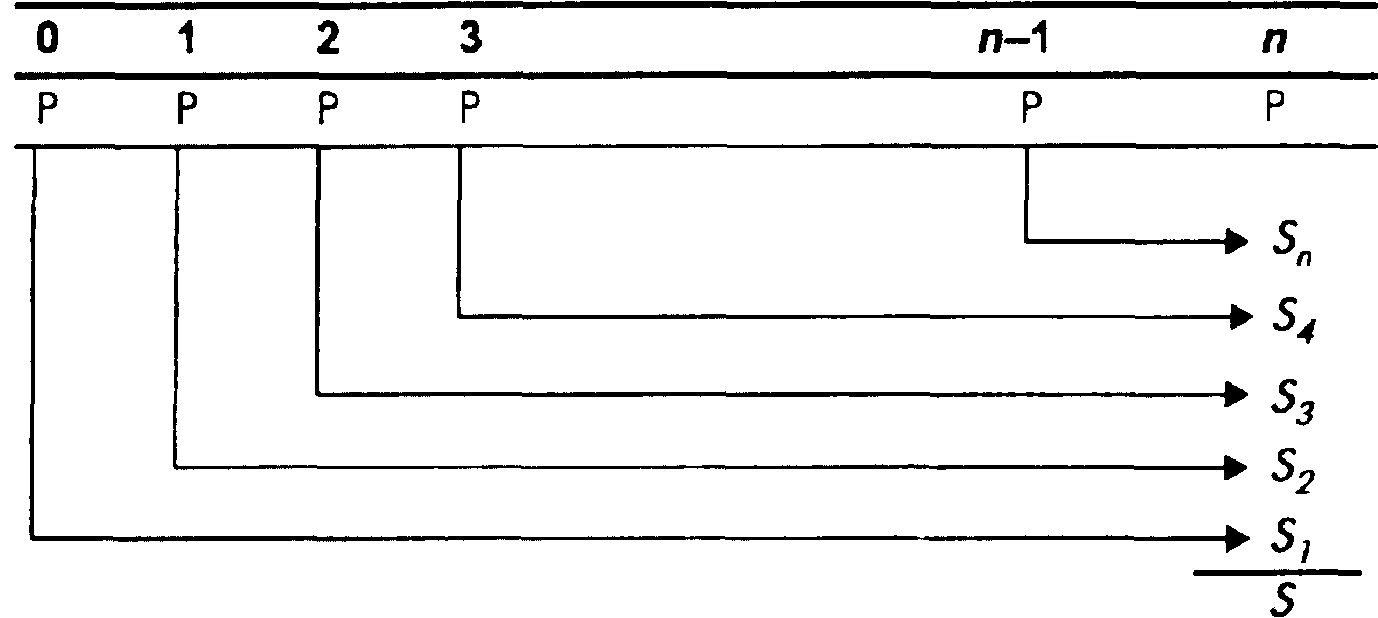 0 1 2 3 n–1 n
P P P P P P
Sₙ
S₄
S₃
S₂
S₁
S